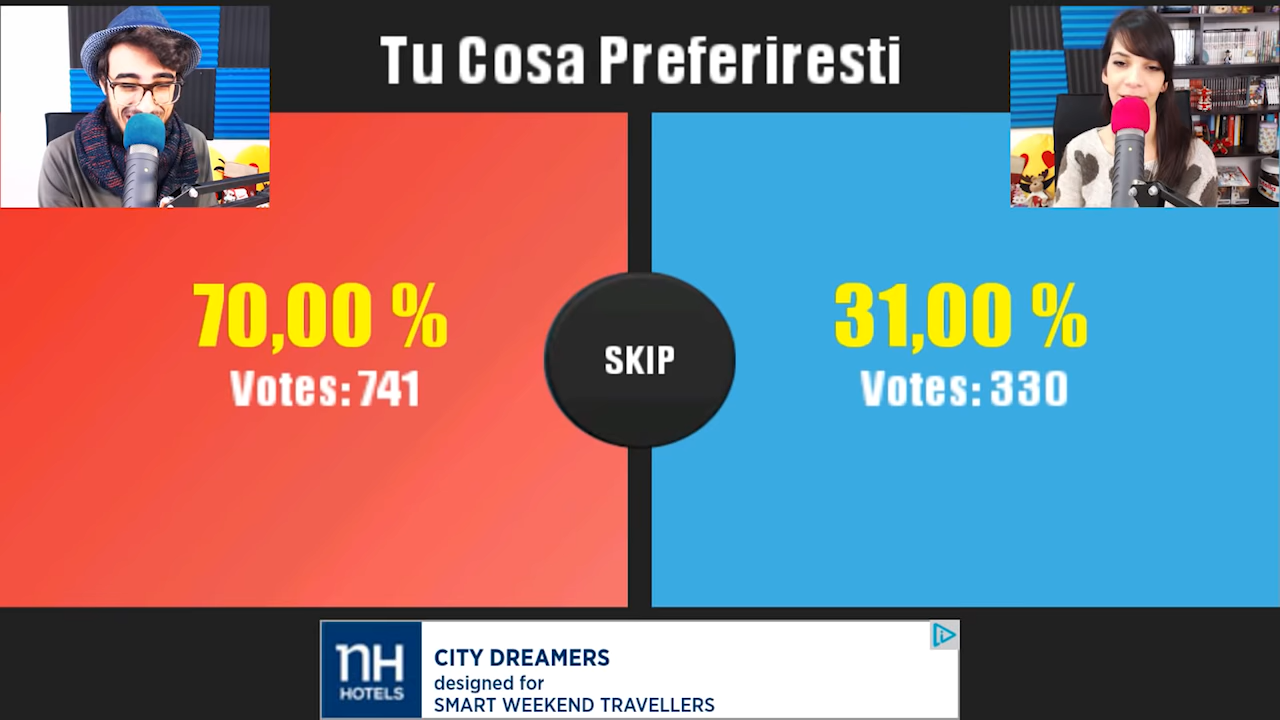 Tu Cosa Preferiresti
70,00 %
Votes: 741
SKIP
31,00 %
Votes: 330
nH
HOTELS
CITY DREAMERS
designed for
SMART WEEKEND TRAVELLERS